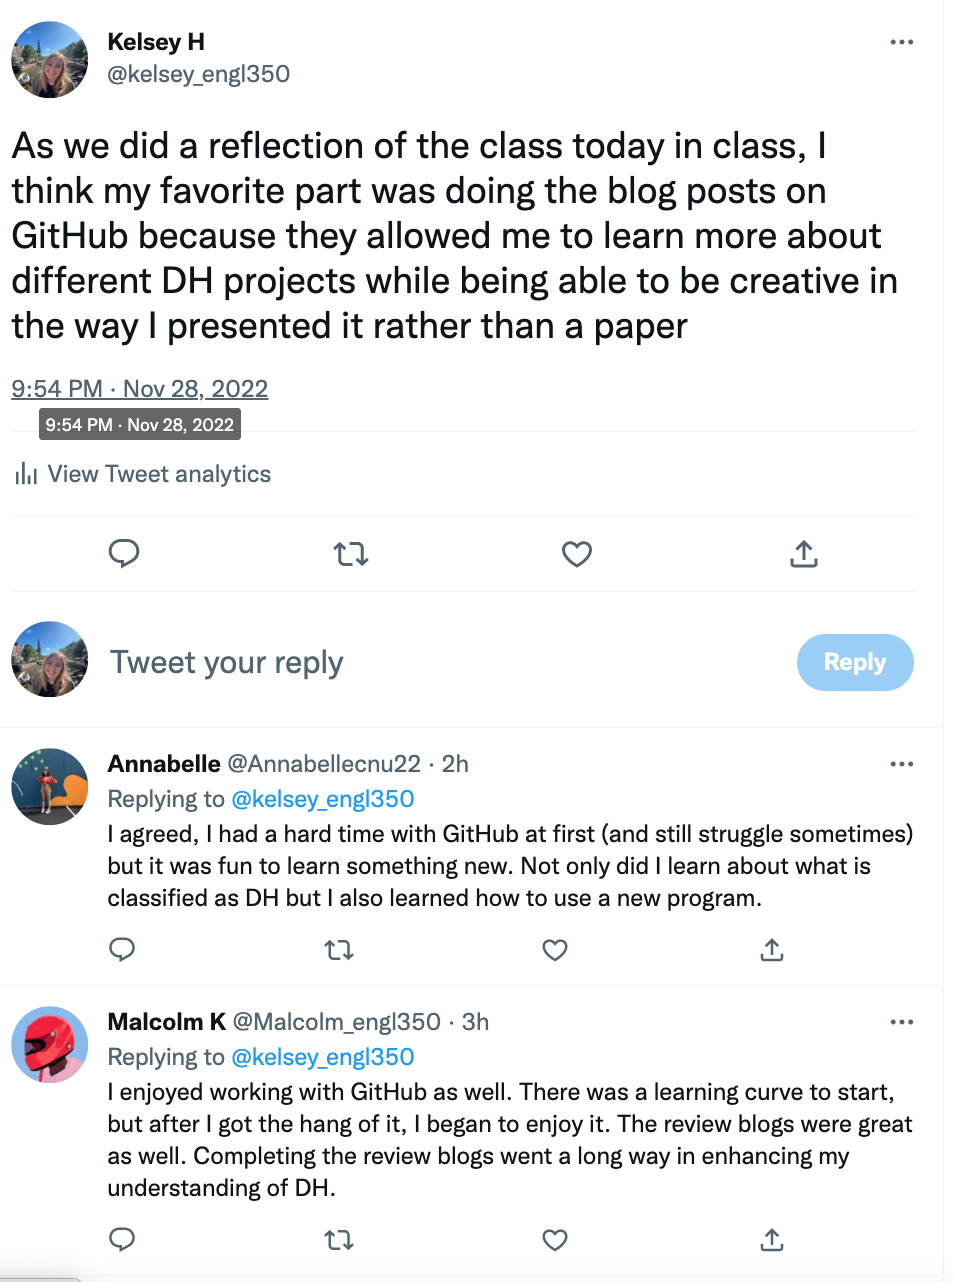 Kelsey H
@kelsey_engl350
As we did a reflection of the class today in class, I
think my favorite part was doing the blog posts on
GitHub because they allowed me to learn more about
different DH projects while being able to be creative in
the way I presented it rather than a paper
9:54 PM · Nov 28, 2022
9:54 PM · Nov 28, 2022
View Tweet analytics
Tweet your reply
Reply
Annabelle @Annabellecnu22 · 2h
Replying to @kelsey_engl350
I agreed, I had a hard time with GitHub at first (and still struggle sometimes)
but it was fun to learn something new. Not only did I learn about what is
classified as DH but I also learned how to use a new program.
Malcolm K @Malcolm_engl350 · 3h
Replying to @kelsey_engl350
I enjoyed working with GitHub as well. There was a learning curve to start,
but after I got the hang of it, I began to enjoy it. The review blogs were great
as well. Completing the review blogs went a long way in enhancing my
understanding of DH.